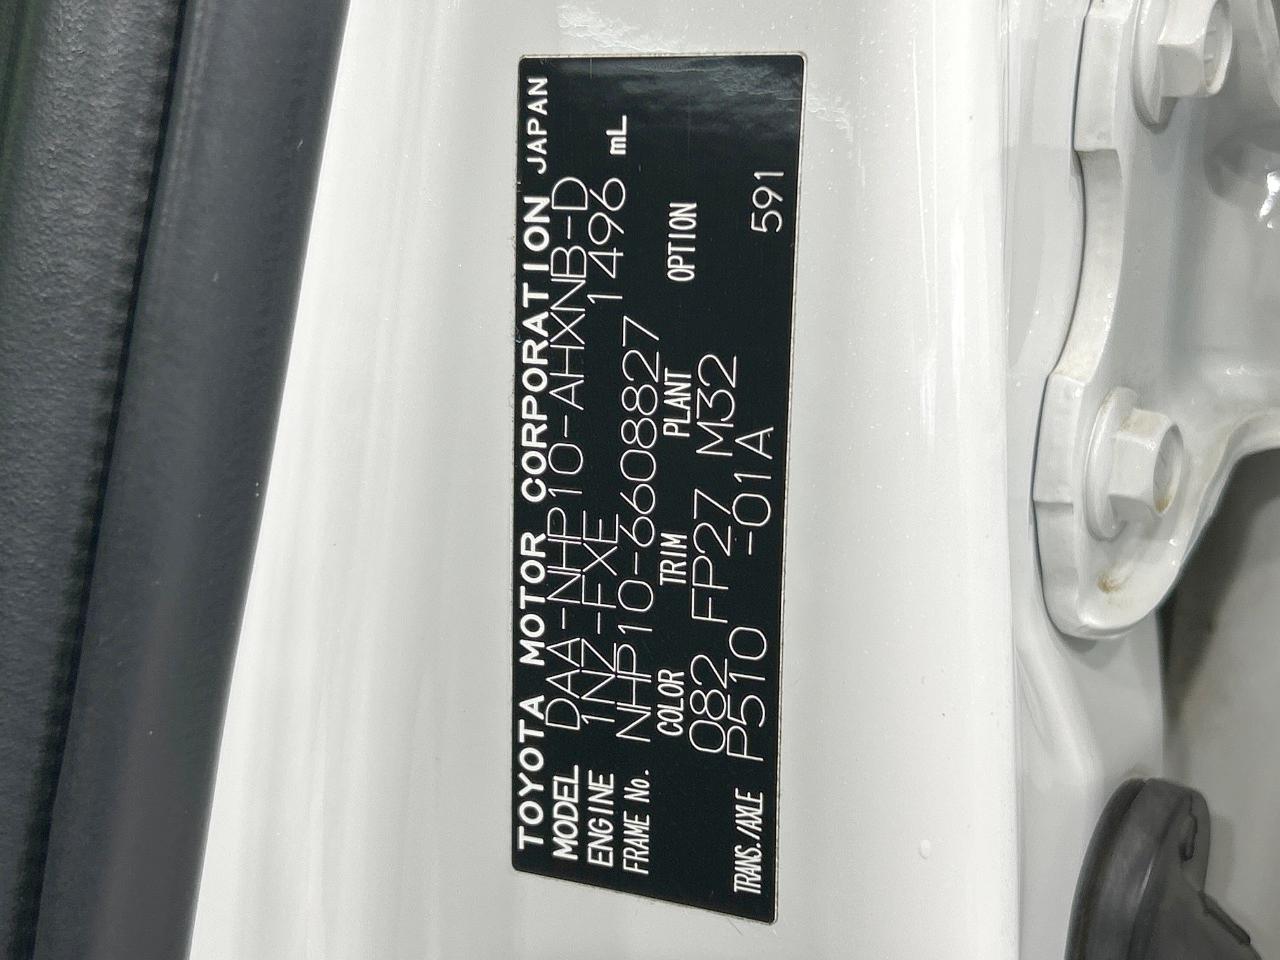 TOYOTA MOTOR CORPORATION JAPAN
MODEL DAA-NHP10-AHXNB-D
ENGINE 1NZ-FXE 1496 mL
FRAME No. NHP10-6608827
COLOR TRIM PLANT OPTION
082 FP27 M32
TRANS./AXLE P510 -01A 591